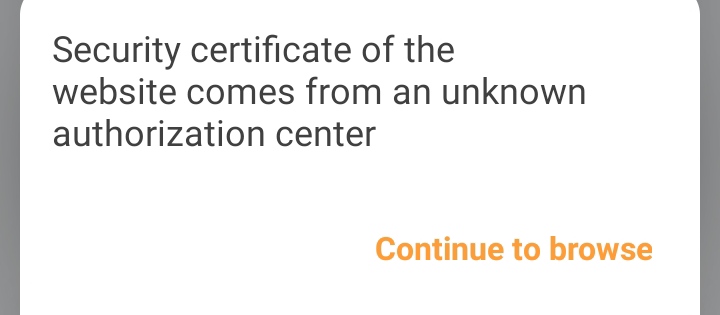 Security certificate of the
website comes from an unknown
authorization center
Continue to browse